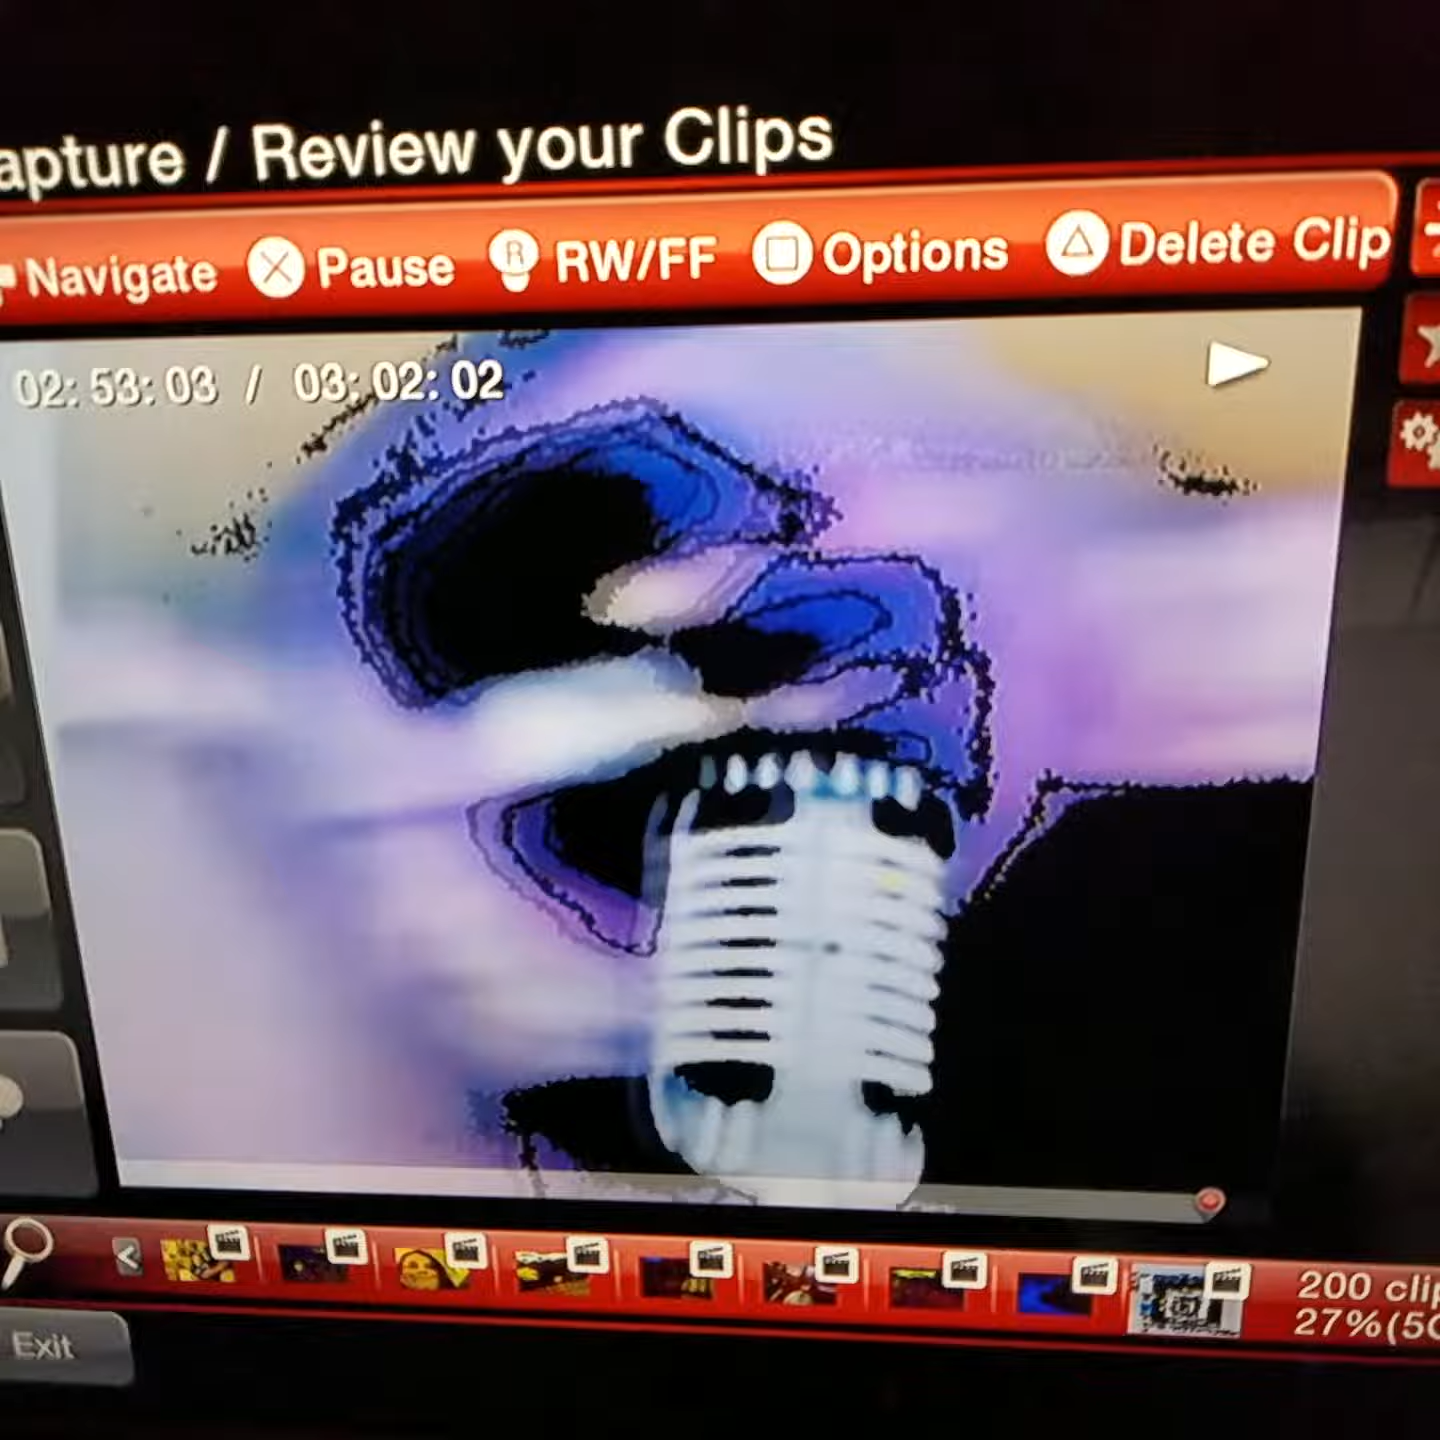 apture / Review your Clips
Navigate Pause R RW/FF Options Delete Clip
02: 53: 03 / 03: 02: 02
200 clip
27%(5
Exit